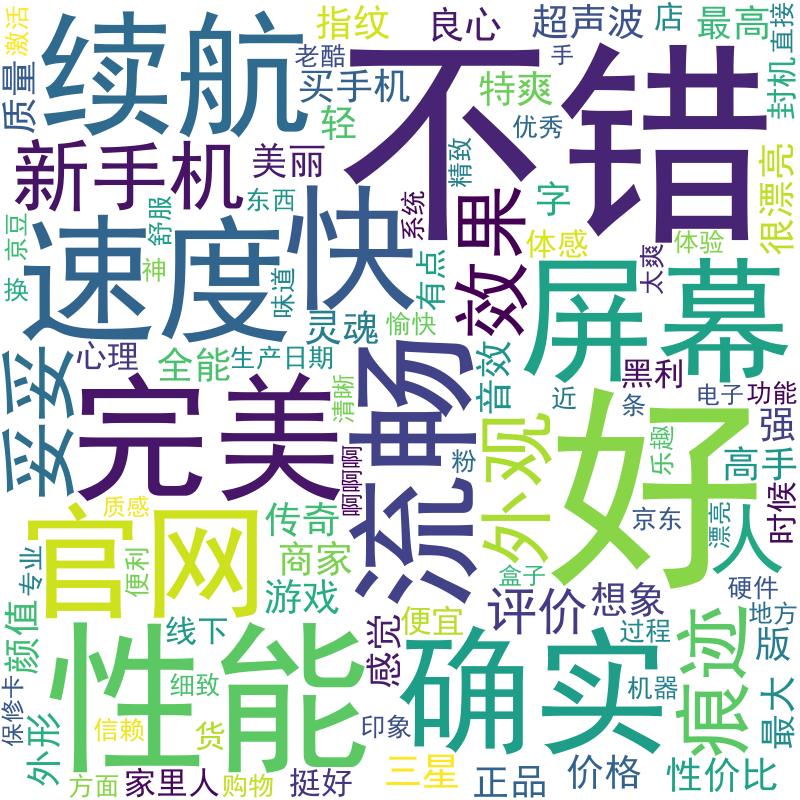 激活
续航
指纹
良心
超声波
店
最高
直接
质量
老酷
买手机
手
不错
特爽
封机
轻
优秀
新手机
美丽
精致
很漂亮
东西
效果
字
京豆
舒服
快
系统
体感
体验
速度
神
太爽
换
味道
有点
屏幕
灵魂
愉快
妥妥
心理
全能
生产日期
流畅
音效
黑利
完美
清晰
近
条
电子
功能
外观
好
强
粉
乐趣
高手
啊啊啊
时候
质感
官网
传奇
京东
漂亮
人
专业
便利
商家
盒子
游戏
评价
想象
硬件
颜值
便宜
痕迹
地方
线下
感觉
过程
版
性能
确实
保修卡
细致
机器
最大
外形
信赖
货
印象
方面
家里人
购物
挺好
三星
正品
价格
性价比